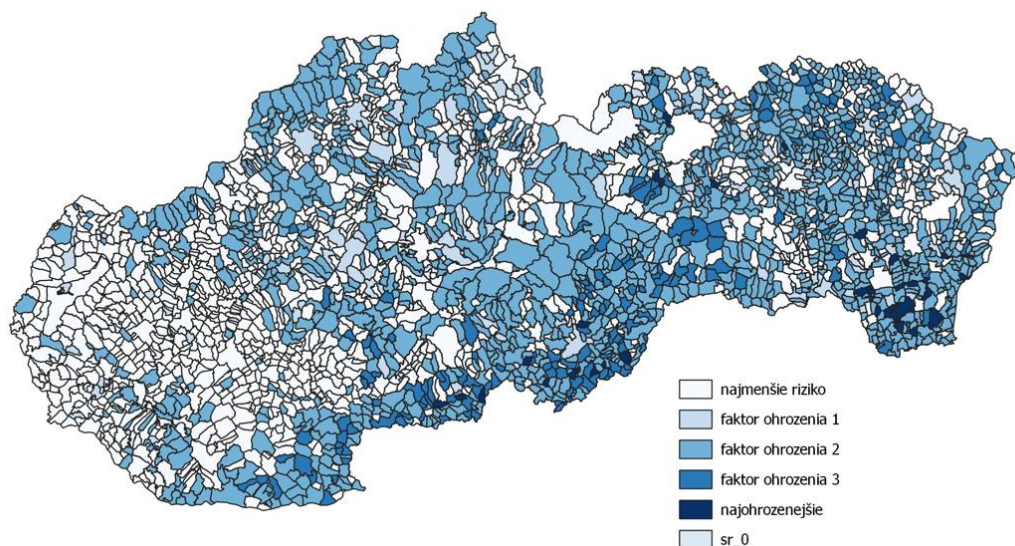 najmenšie riziko
faktor ohrozenia 1
faktor ohrozenia 2
faktor ohrozenia 3
najohrozenejšie
sr_0